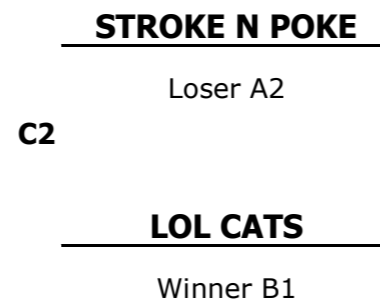 STROKE N POKE
Loser A2
C2
LOL CATS
Winner B1